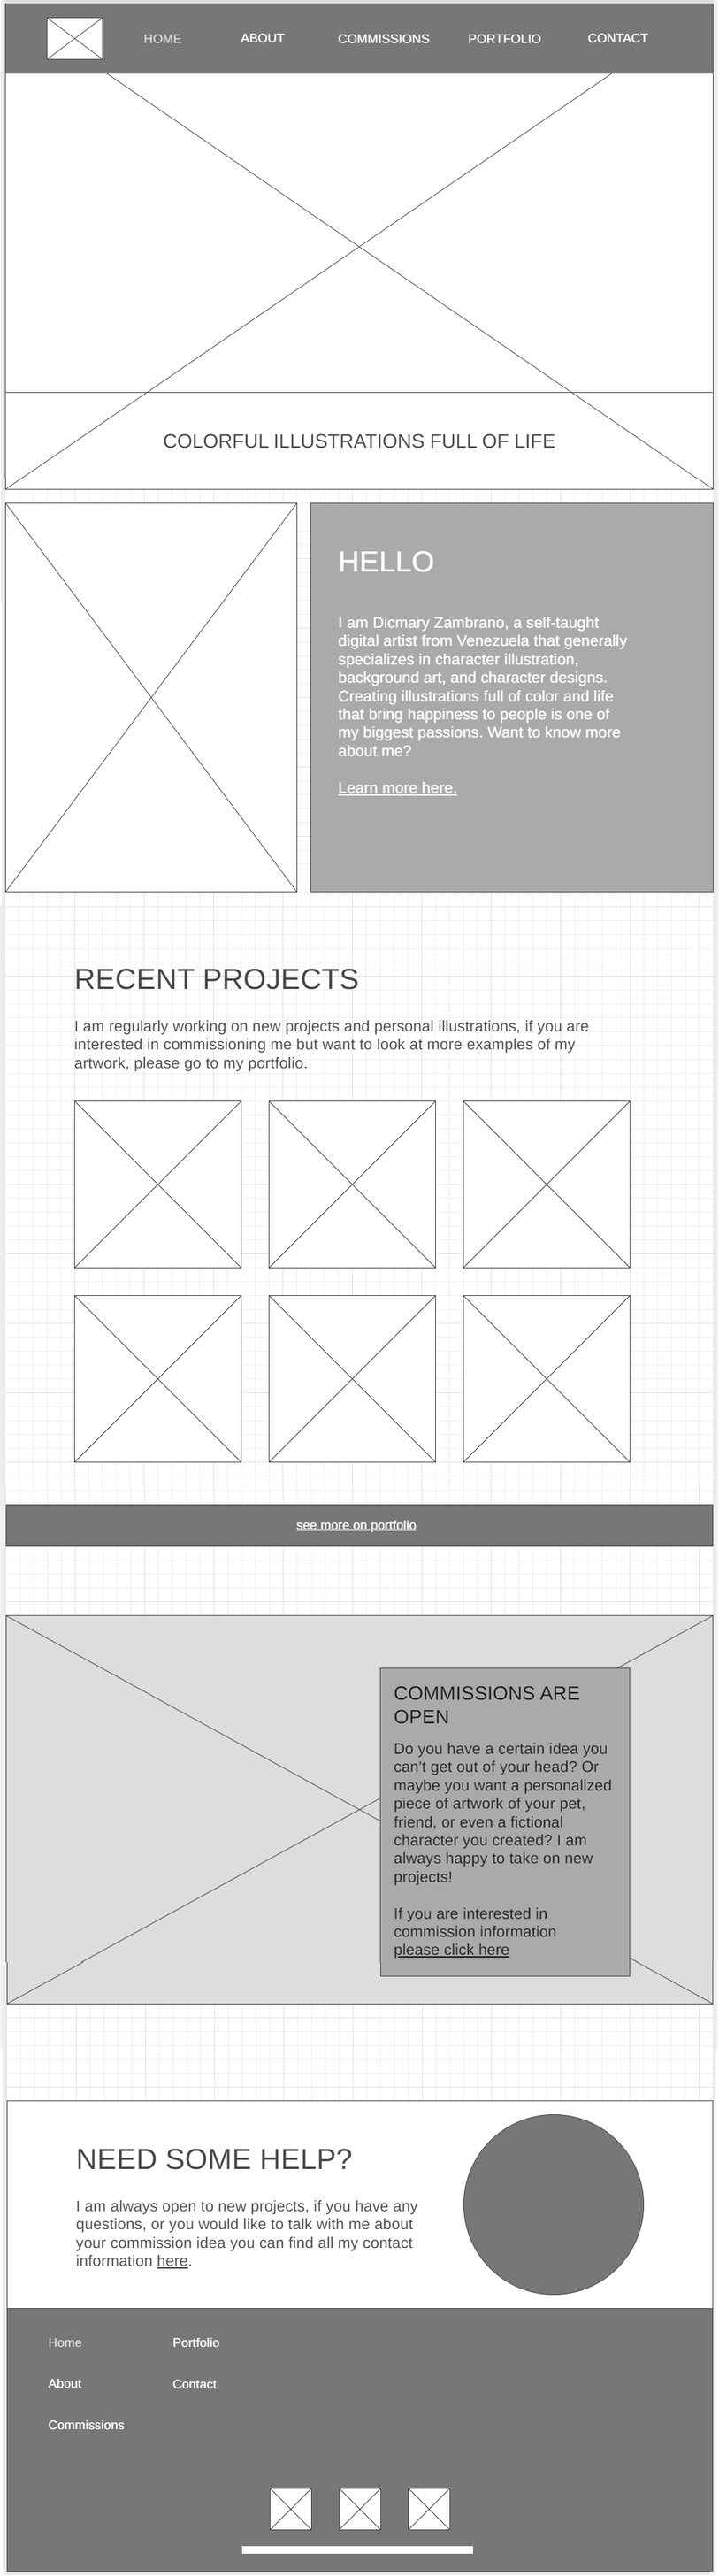 HOME ABOUT COMMISSIONS PORTFOLIO CONTACT
COLORFUL ILLUSTRATIONS FULL OF LIFE
HELLO
I am Dicmary Zambrano, a self-taught
digital artist from Venezuela that generally
specializes in character illustration,
background art, and character designs.
Creating illustrations full of color and life
that bring happiness to people is one of
my biggest passions. Want to know more
about me?
Learn more here.
RECENT PROJECTS
I am regularly working on new projects and personal illustrations, if you are
interested in commissioning me but want to look at more examples of my
artwork, please go to my portfolio.
see more on portfolio
COMMISSIONS ARE
OPEN
Do you have a certain idea you
can't get out of your head? Or
maybe you want a personalized
piece of artwork of your pet,
friend, or even a fictional
character you created? I am
always happy to take on new
projects!
If you are interested in
commission information
please click here
NEED SOME HELP?
I am always open to new projects, if you have any
questions, or you would like to talk with me about
your commission idea you can find all my contact
information here.
Home Portfolio
About Contact
Commissions